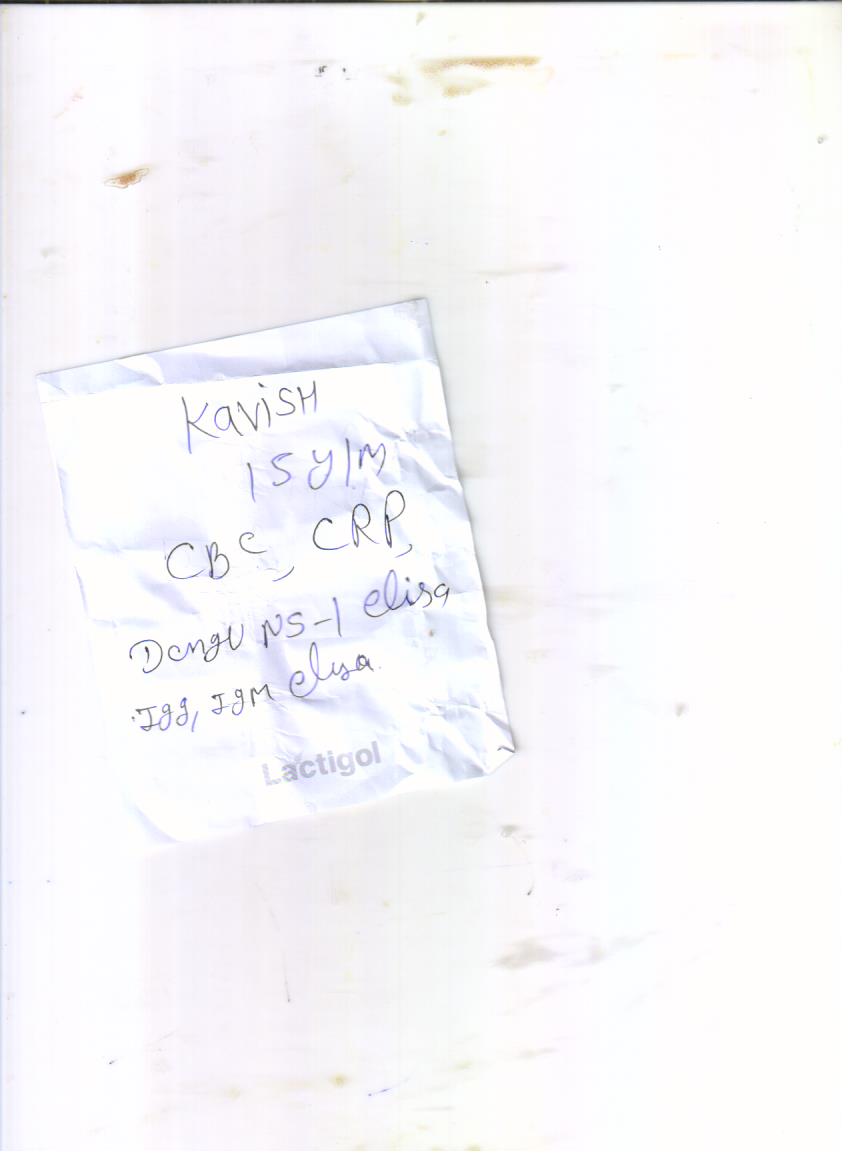 Kavish
15 y/m
CBC, CRP,
Dengu NS-1 elisa
Igg, IgM elisa
Lactigol